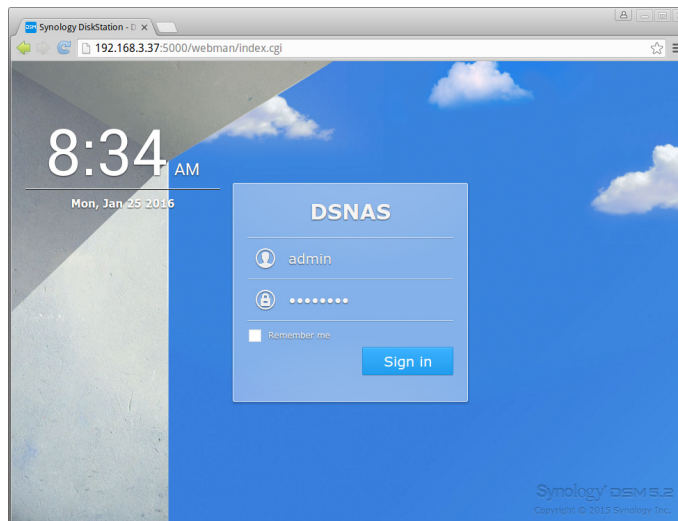 Synology DiskStation - D
192.168.3.37:5000/webman/index.cgi
8:34 AM
Mon, Jan 25 2016
DSNAS
admin
••••••••
Remember me
Sign in
Synology DSM 5.2
Copyright © 2015 Synology Inc.